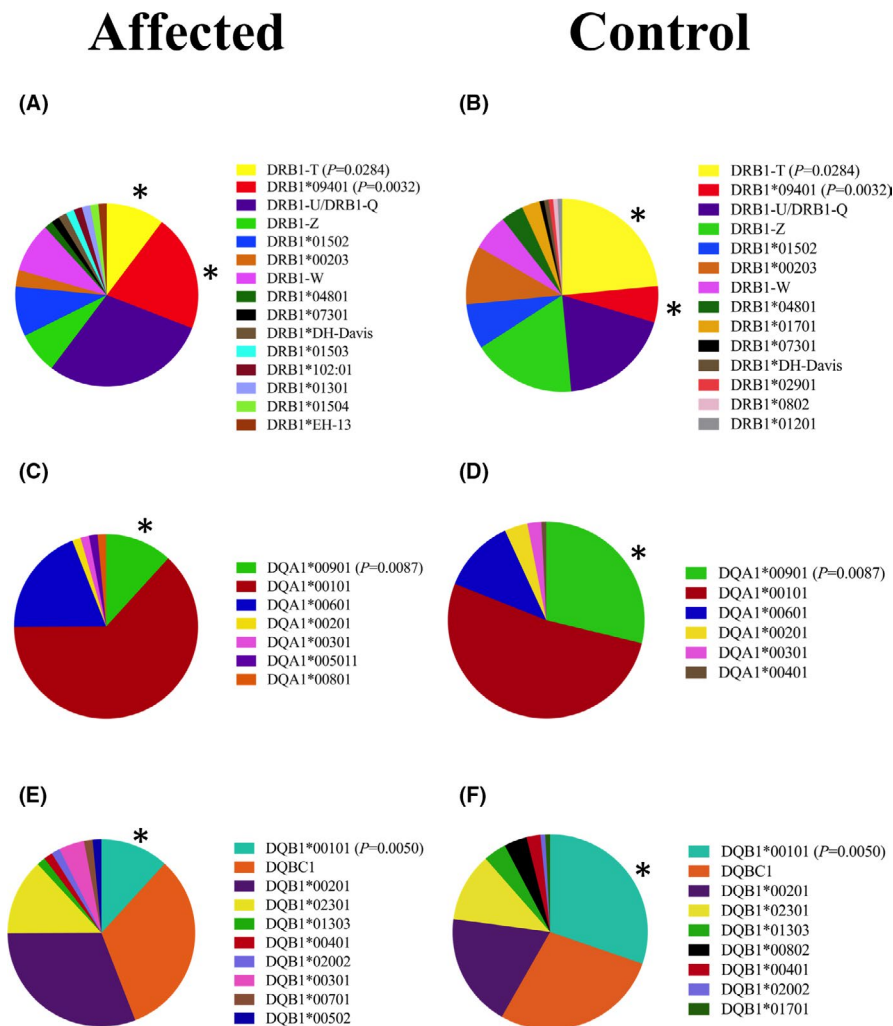 Affected
Control
(A)
*
*
DRB1-T (P=0.0284)
DRB1*09401 (P=0.0032)
DRB1-U/DRB1-Q
DRB1-Z
DRB1*01502
DRB1*00203
DRB1-W
DRB1*04801
DRB1*07301
DRB1*DH-Davis
DRB1*01503
DRB1*102:01
DRB1*01301
DRB1*01504
DRB1*EH-13
(B)
*
*
DRB1-T (P=0.0284)
DRB1*09401 (P=0.0032)
DRB1-U/DRB1-Q
DRB1-Z
DRB1*01502
DRB1*00203
DRB1-W
DRB1*04801
DRB1*01701
DRB1*07301
DRB1*DH-Davis
DRB1*02901
DRB1*0802
DRB1*01201
(C)
*
DQA1*00901 (P=0.0087)
DQA1*00101
DQA1*00601
DQA1*00201
DQA1*00301
DQA1*005011
DQA1*00801
(D)
*
DQA1*00901 (P=0.0087)
DQA1*00101
DQA1*00601
DQA1*00201
DQA1*00301
DQA1*00401
(E)
*
DQB1*00101 (P=0.0050)
DQBC1
DQB1*00201
DQB1*02301
DQB1*01303
DQB1*00401
DQB1*02002
DQB1*00301
DQB1*00701
DQB1*00502
(F)
*
DQB1*00101 (P=0.0050)
DQBC1
DQB1*00201
DQB1*02301
DQB1*01303
DQB1*00802
DQB1*00401
DQB1*02002
DQB1*01701